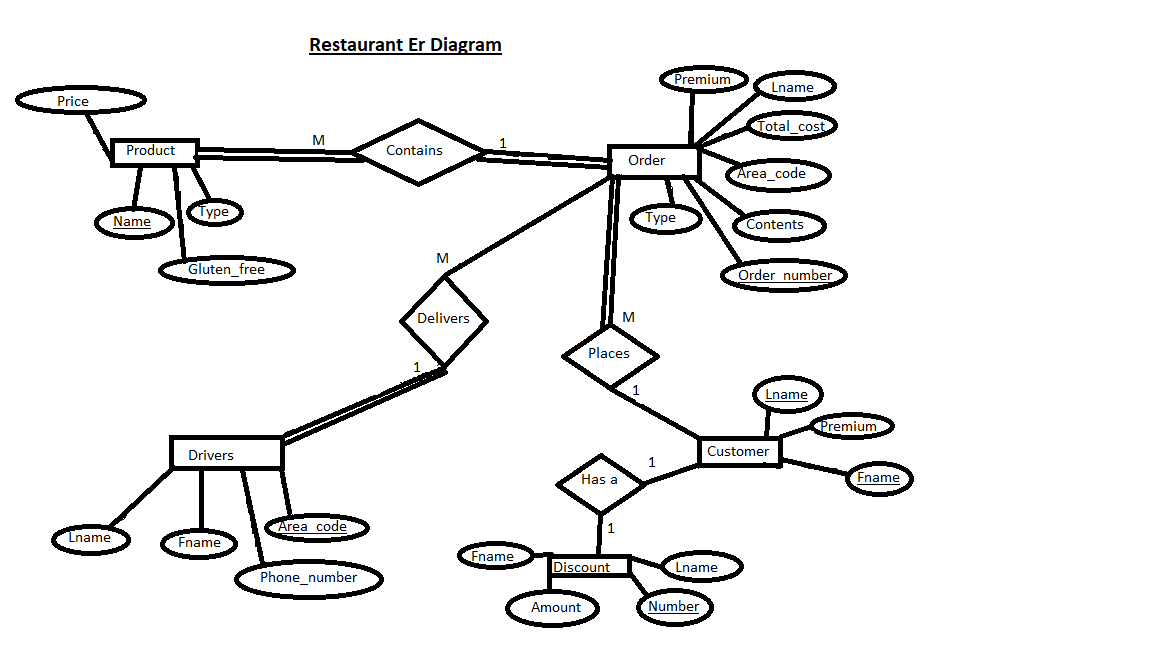 Restaurant Er Diagram
Premium
Lname
Price
Total_cost
M
1
Product
Contains
Order
Area_code
Name
Type
Type
Contents
Gluten_free
Order_number
M
Delivers
M
Places
1
1
Lname
Premium
Drivers
Customer
1
Has a
Fname
Lname
Fname
Area_code
1
Fname
Discount
Lname
Phone_number
Amount
Number